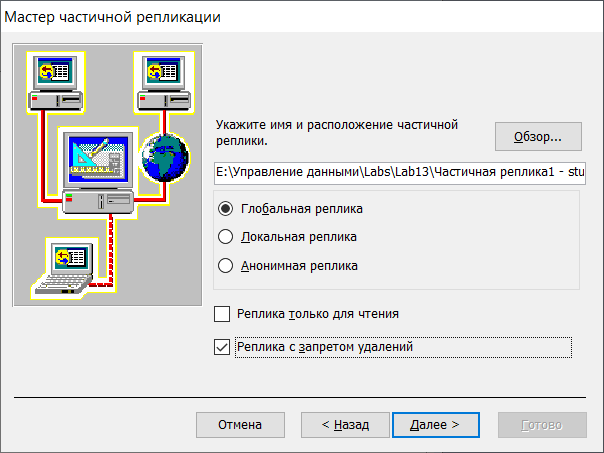 Мастер частичной репликации
Укажите имя и расположение частичной
реплики.
Обзор...
E:\Управление данными\Labs\Lab13\Частичная реплика1 - stu
Глобальная реплика
Локальная реплика
Анонимная реплика
Реплика только для чтения
Реплика с запретом удалений
Отмена
< Назад
Далее >
Готово